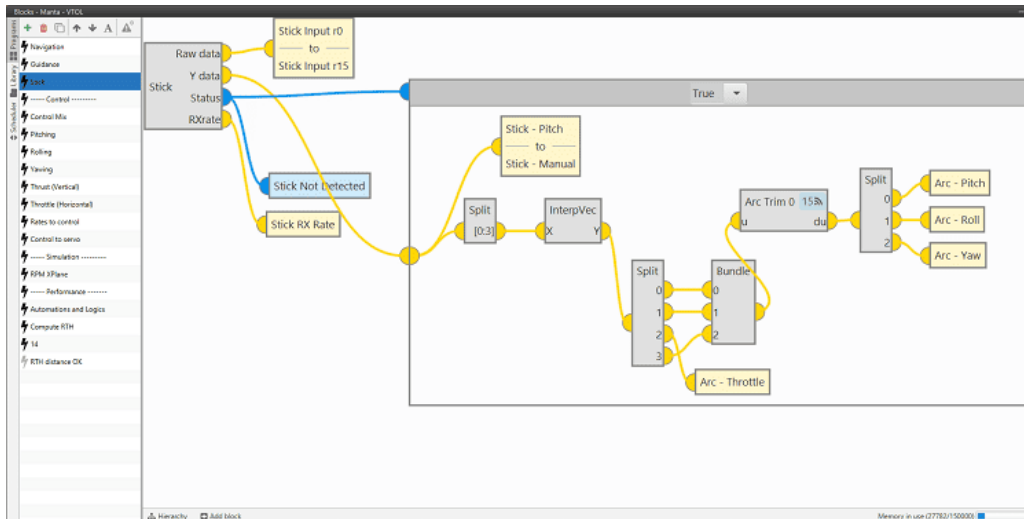 Blocks - Manta - VTOL
Programs
Library
Scheduler
Navigation
Guidance
Stick
------ Control ---------
Control Mix
Pitching
Rolling
Yawing
Thrust (Vertical)
Throttle (Horizontal)
Rates to control
Control to servo
------ Simulation ---------
RPM XPlane
------ Performance -------
Automations and Logics
Compute RTH
14
RTH distance OK
Stick
Raw data
Y data
Status
RXrate
Stick Input r0
to
Stick Input r15
Stick Not Detected
Stick RX Rate
True
Stick - Pitch
to
Stick - Manual
Split
[0:3]
InterpVec
X Y
Split
0
1
2
3
Bundle
0
1
2
Arc - Throttle
Arc Trim 0
u du
Split
0
1
2
Arc - Pitch
Arc - Roll
Arc - Yaw
Hierarchy
Add block
Memory in use (27782/150000)